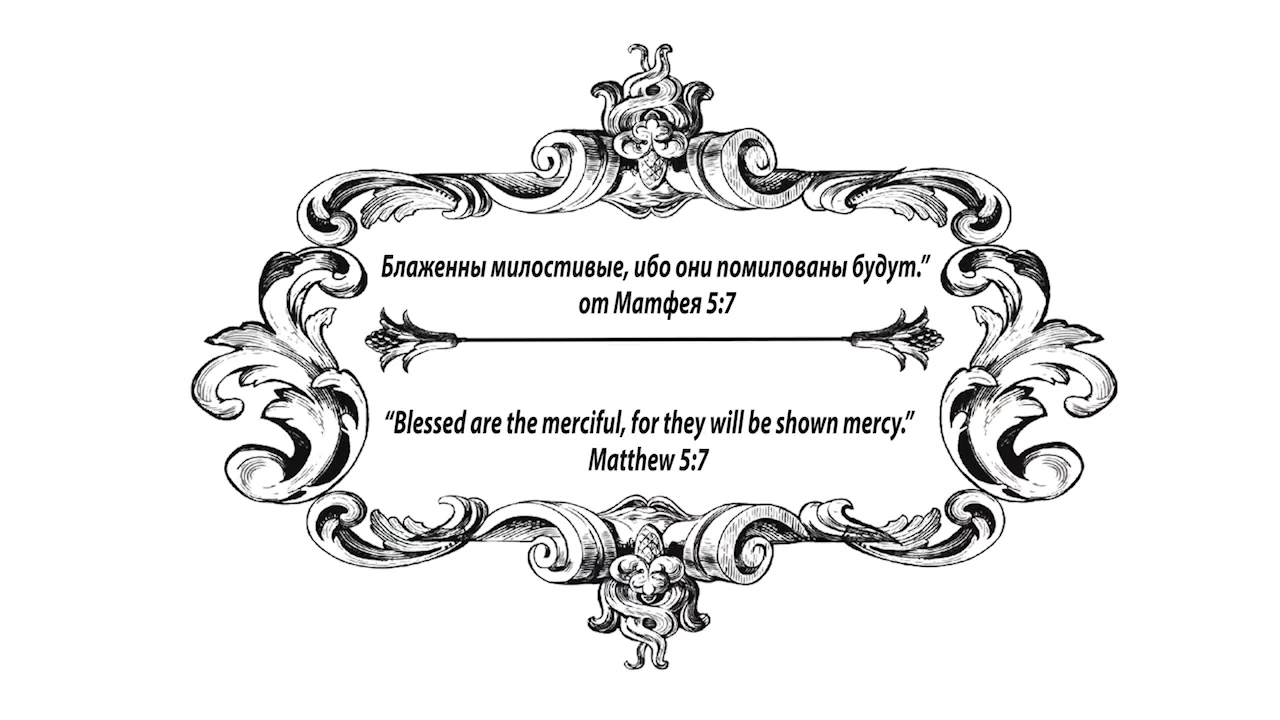 Блаженны милостивые, ибо они помилованы будут.”
от Матфея 5:7
“Blessed are the merciful, for they will be shown mercy.”
Matthew 5:7